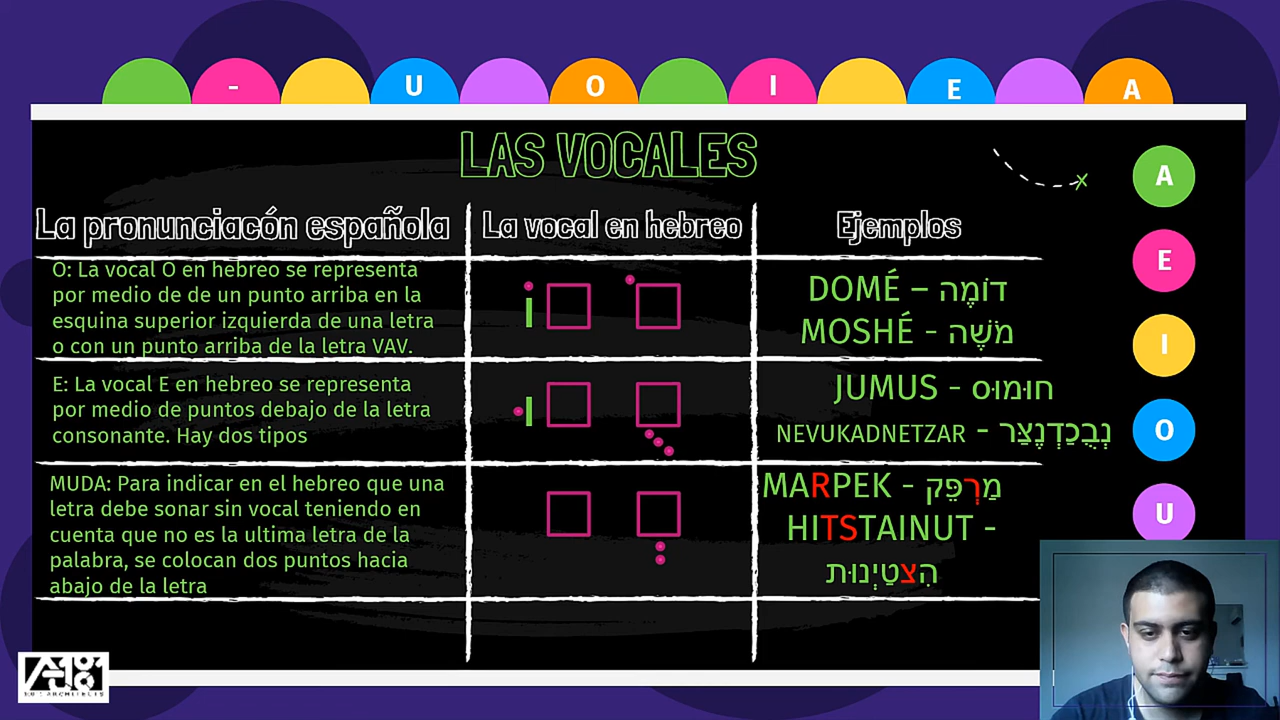 - U O I E A
LAS VOCALES
La pronunciacón española
La vocal en hebreo
Ejemplos
O: La vocal O en hebreo se representa
por medio de de un punto arriba en la
esquina superior izquierda de una letra
o con un punto arriba de la letra VAV.
DOMÉ – דוֹמֶה
MOSHÉ - מֹשֶׁה
E: La vocal E en hebreo se representa
por medio de puntos debajo de la letra
consonante. Hay dos tipos
JUMUS - חוּמוּס
NEVUKADNETZAR - נְבֻכַדְנֶצַּר
MUDA: Para indicar en el hebreo que una
letra debe sonar sin vocal teniendo en
cuenta que no es la ultima letra de la
palabra, se colocan dos puntos hacia
abajo de la letra
MARPEK - מַרְפֵּק
HITSTAINUT -
הִצְטַיְנוּת
A
E
I
O
U